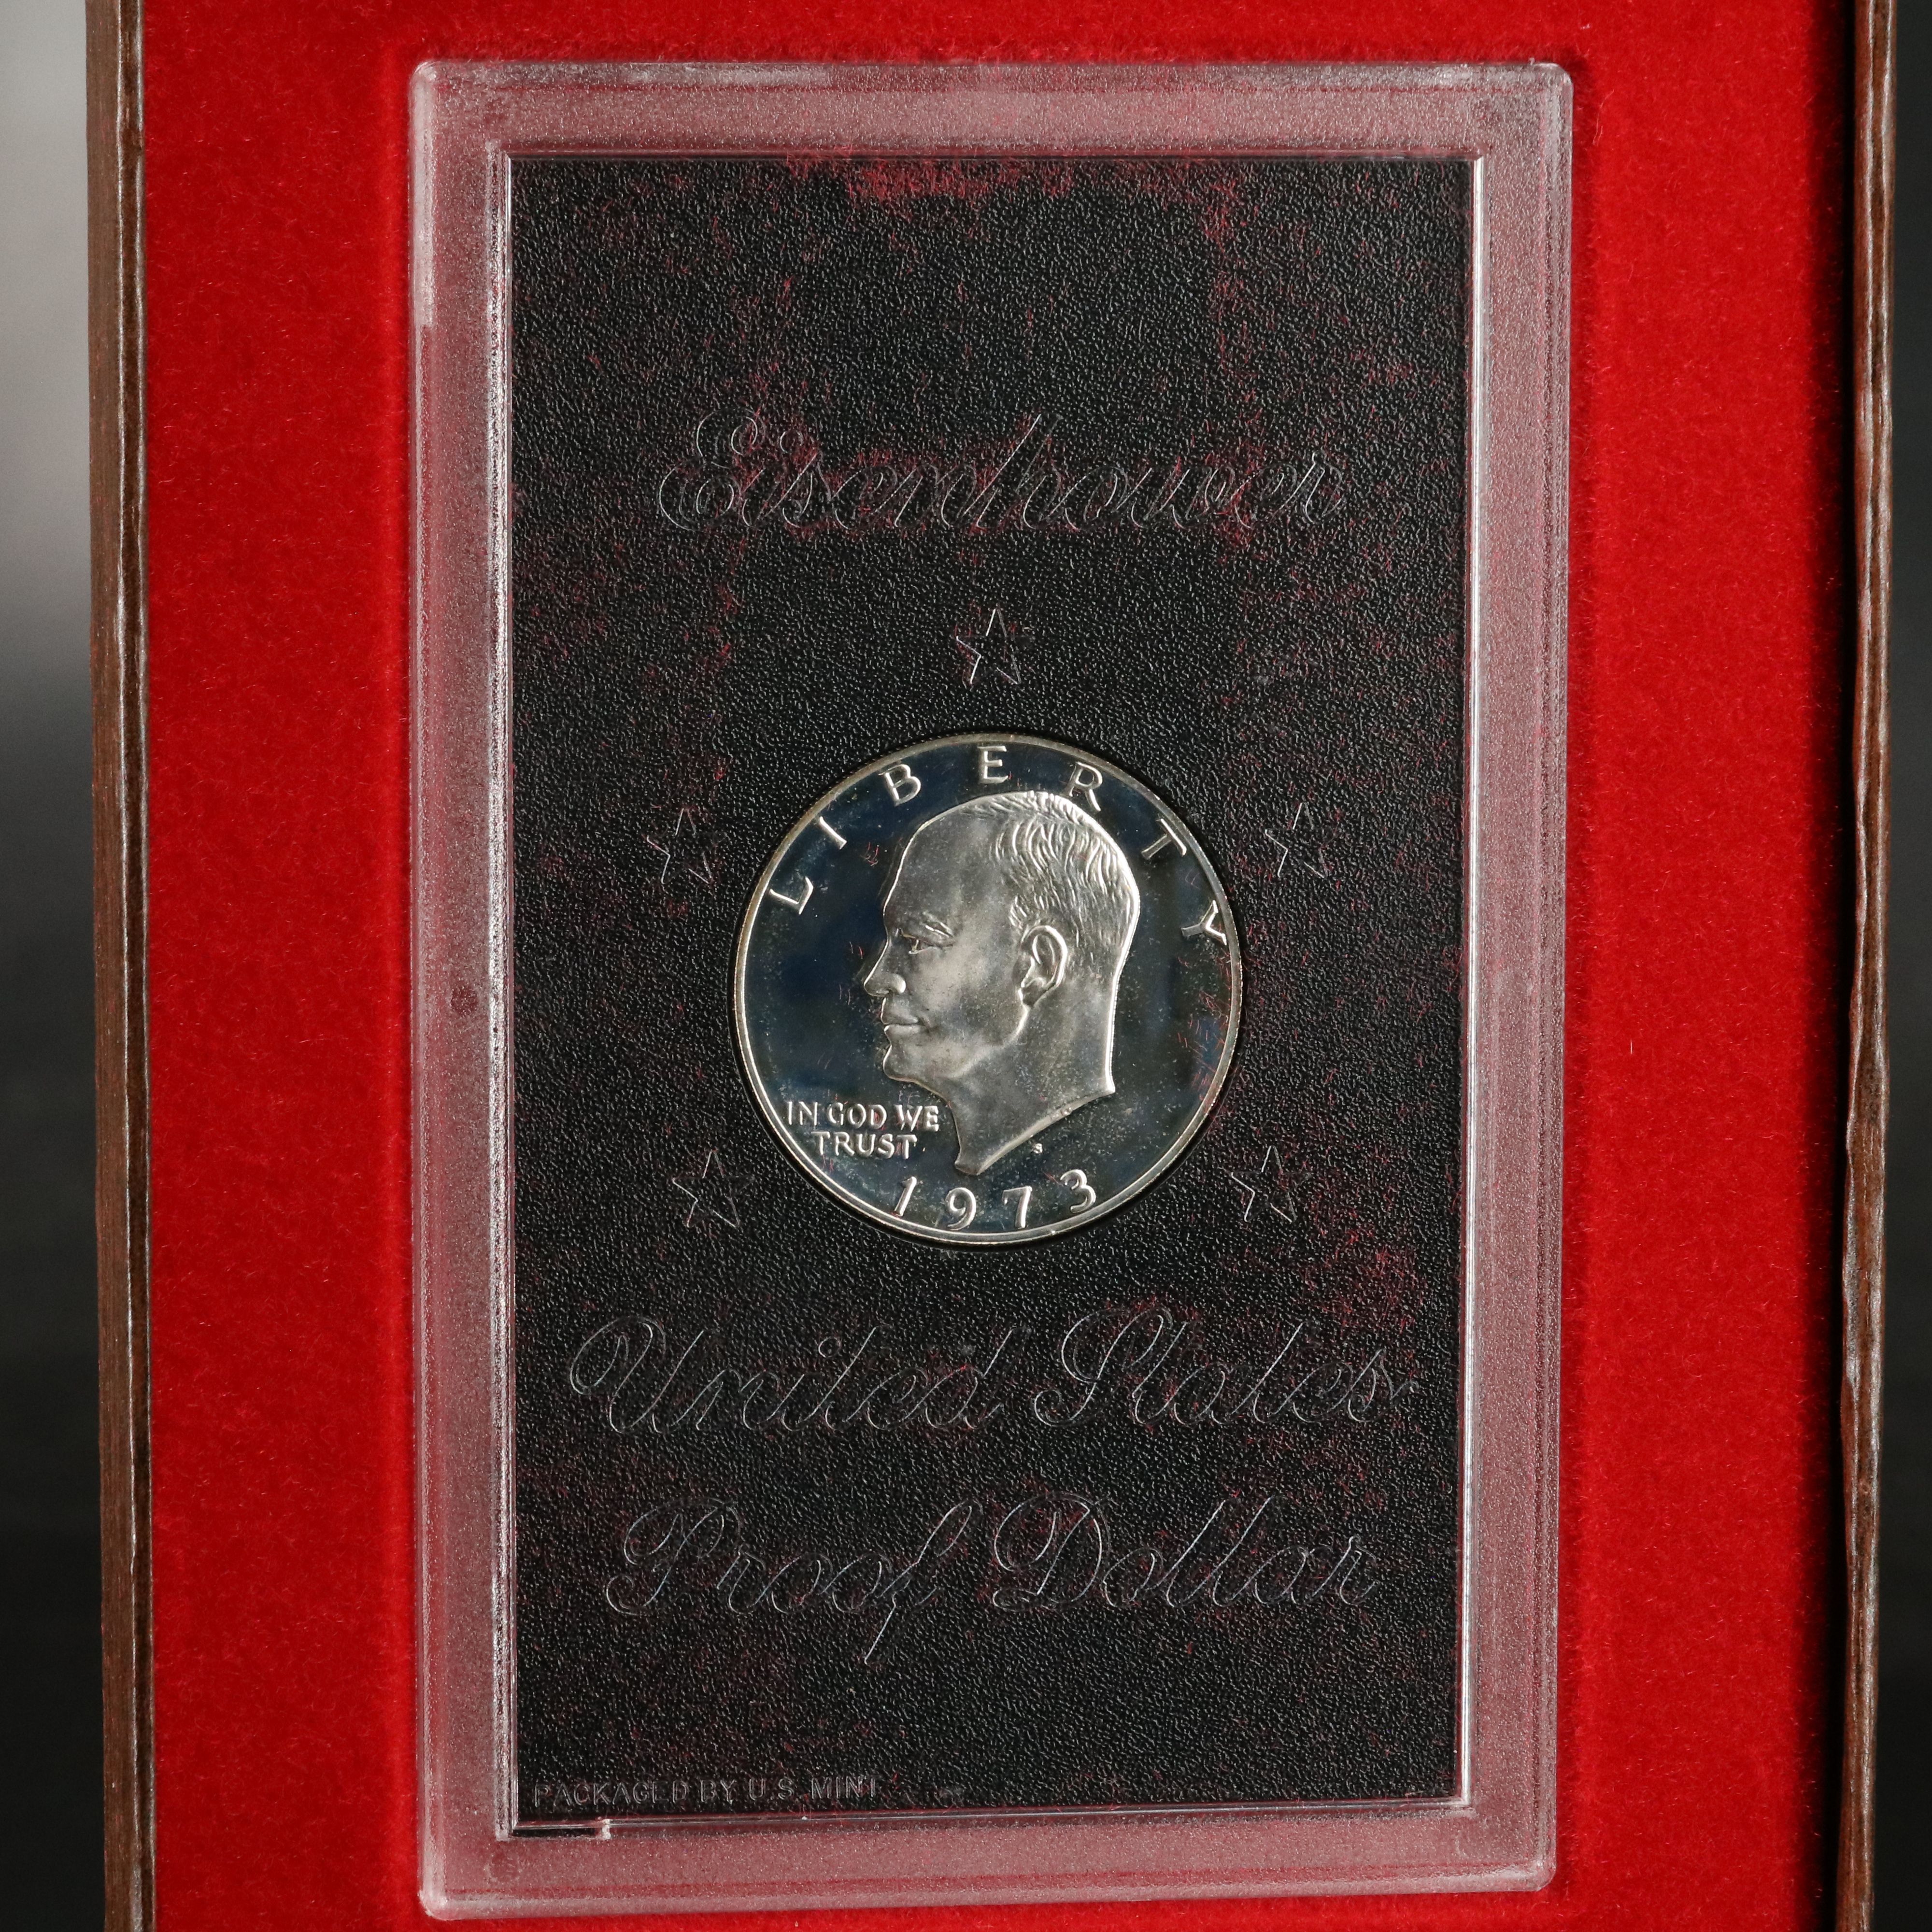 Eisenhower
LIBERTY
IN GOD WE
TRUST
S
1973
United States
Proof Dollar
PACKAGED BY U.S. MINT